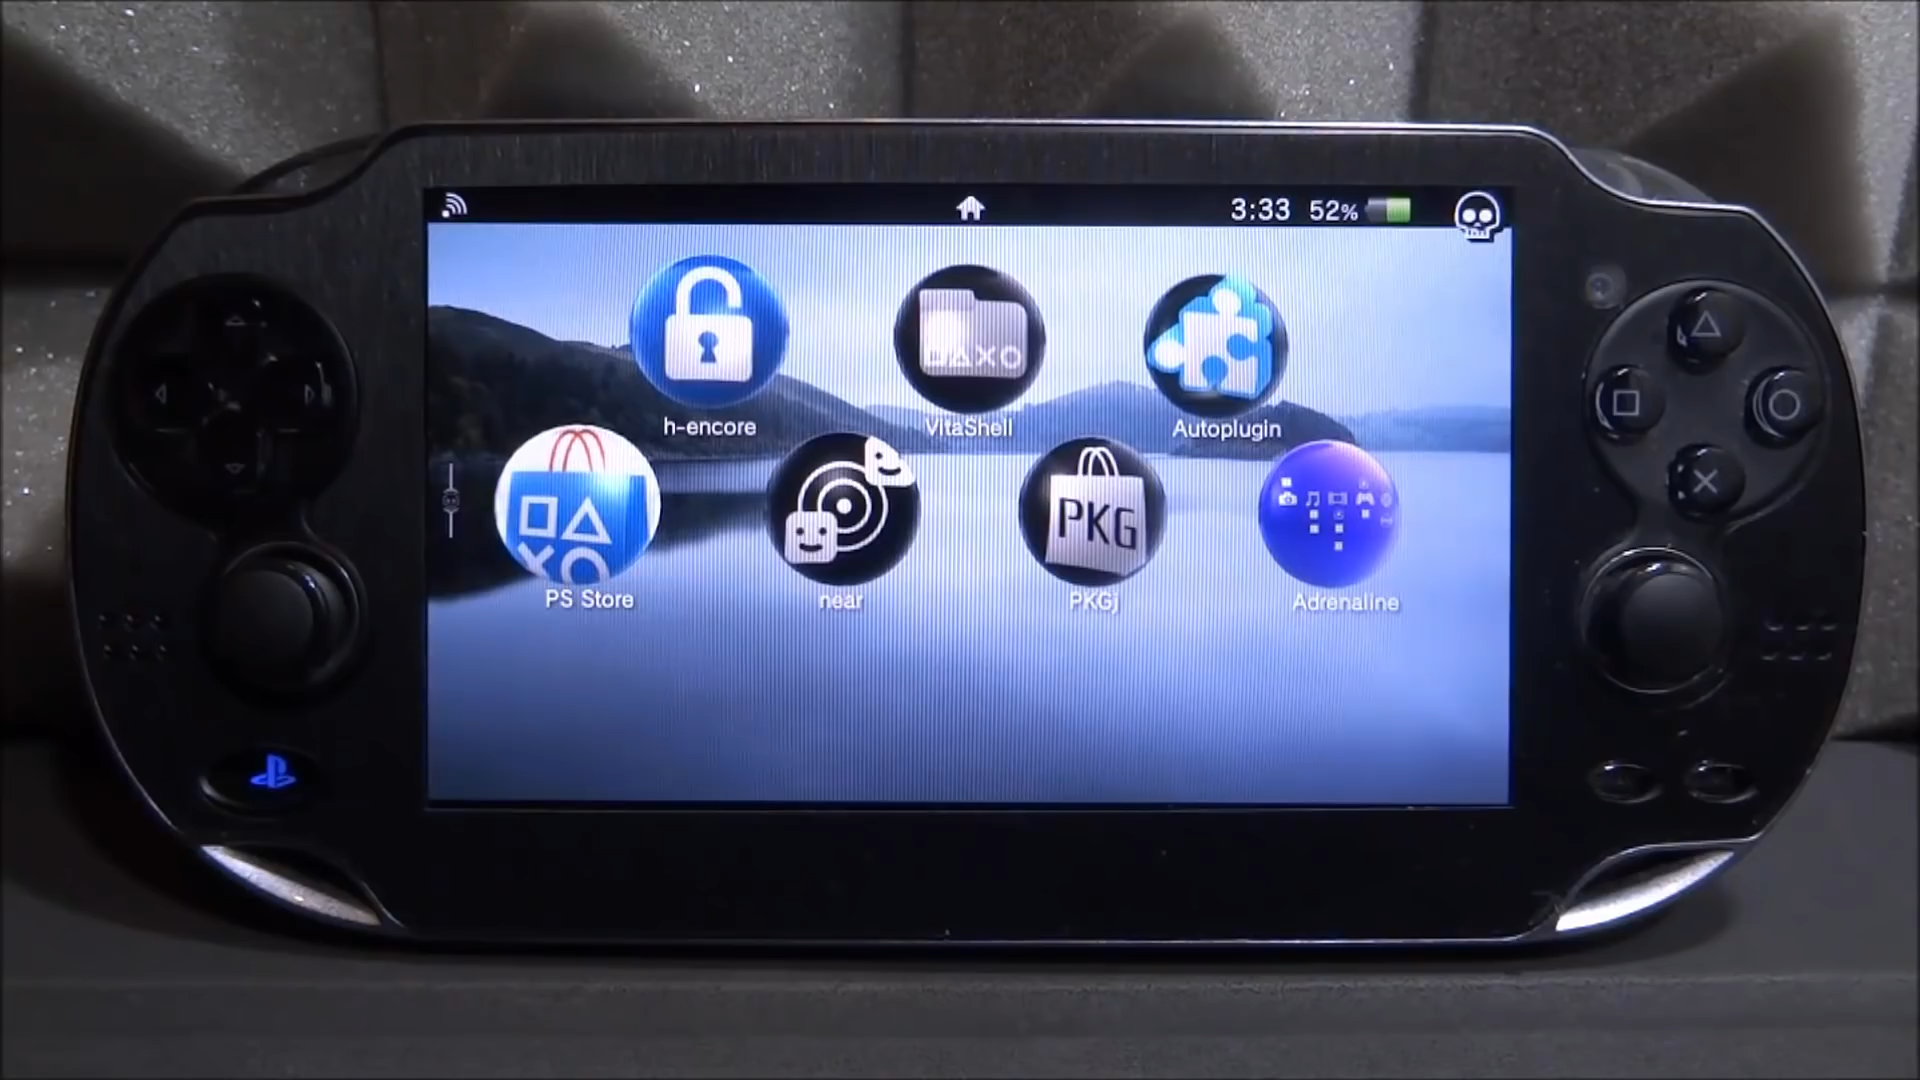 3:33 52%
h-encore
VitaShell
Autoplugin
PKG
PS Store
near
PKGj
Adrenaline